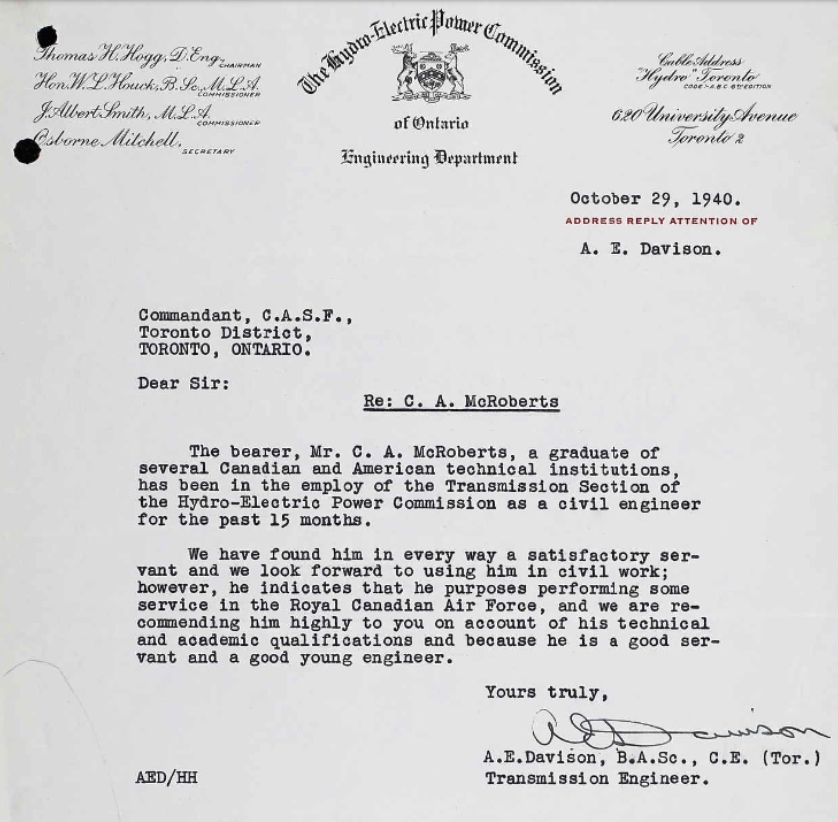 Thomas H. Hogg, D. Eng.
CHAIRMAN
Hon. W. L. Houck, B. Sc., M.L.A.
COMMISSIONER
J. Albert Smith, M.L.A.
COMMISSIONER
Osborne Mitchell.
SECRETARY
The Hydro-Electric Power Commission
of Ontario
Engineering Department
Cable Address
"Hydro" Toronto
CODE-A B C 6TH EDITION
620 University Avenue
Toronto 2
October 29, 1940.
ADDRESS REPLY ATTENTION OF
A. E. Davison.
Commandant, C.A.S.F.,
Toronto District,
TORONTO, ONTARIO.
Dear Sir:
Re: C. A. McRoberts
The bearer, Mr. C. A. McRoberts, a graduate of
several Canadian and American technical institutions,
has been in the employ of the Transmission Section of
the Hydro-Electric Power Commission as a civil engineer
for the past 15 months.
We have found him in every way a satisfactory ser-
vant and we look forward to using him in civil work;
however, he indicates that he purposes performing some
service in the Royal Canadian Air Force, and we are re-
commending him highly to you on account of his technical
and academic qualifications and because he is a good ser-
vant and a good young engineer.
Yours truly,
A E Davison
A.E.Davison, B.A.Sc., C.E. (Tor.)
AED/HH Transmission Engineer.